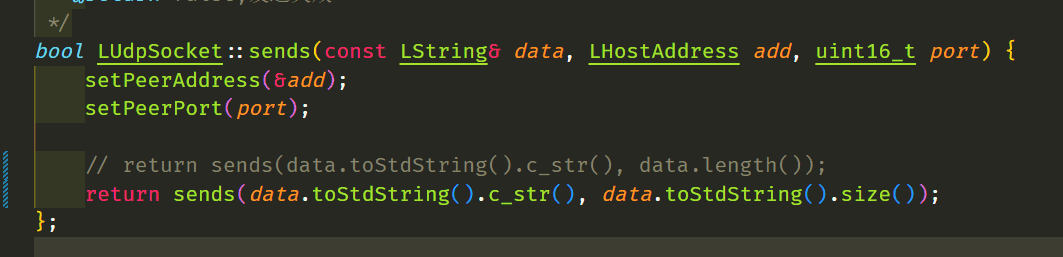 */
bool LUdpSocket::sends(const LString& data, LHostAddress add, uint16_t port) {
    setPeerAddress(&add);
    setPeerPort(port);

    // return sends(data.toStdString().c_str(), data.length());
    return sends(data.toStdString().c_str(), data.toStdString().size());
};